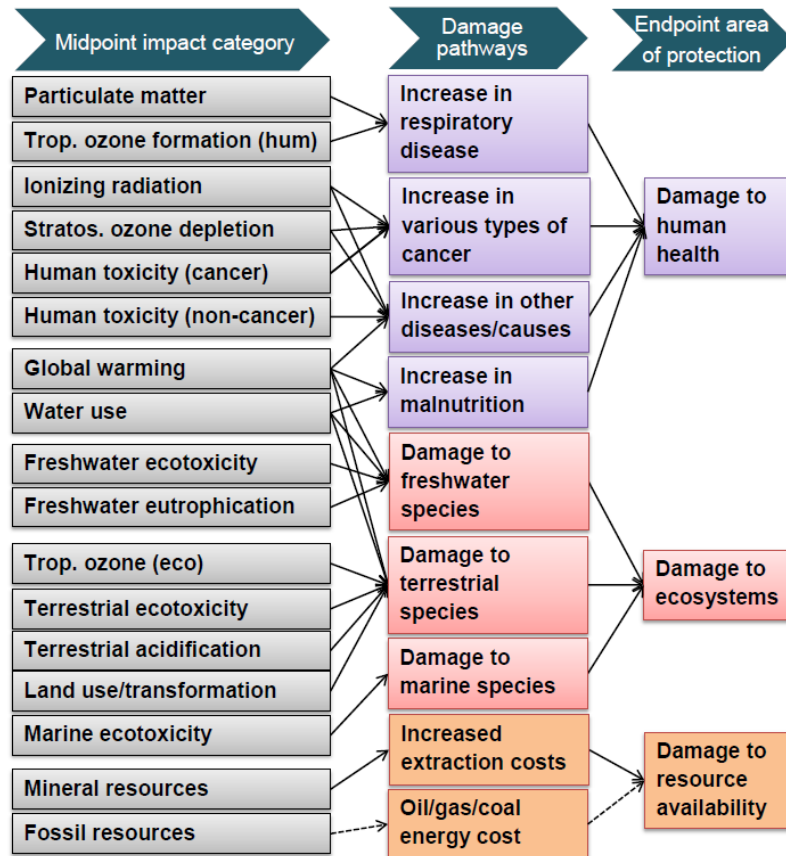 Midpoint impact category
Damage
pathways
Endpoint area
of protection
Particulate matter
Trop. ozone formation (hum)
Ionizing radiation
Stratos. ozone depletion
Human toxicity (cancer)
Human toxicity (non-cancer)
Global warming
Water use
Freshwater ecotoxicity
Freshwater eutrophication
Trop. ozone (eco)
Terrestrial ecotoxicity
Terrestrial acidification
Land use/transformation
Marine ecotoxicity
Mineral resources
Fossil resources
Increase in
respiratory
disease
Increase in
various types of
cancer
Increase in other
diseases/causes
Increase in
malnutrition
Damage to
freshwater
species
Damage to
terrestrial
species
Damage to
marine species
Increased
extraction costs
Oil/gas/coal
energy cost
Damage to
human
health
Damage to
ecosystems
Damage to
resource
availability